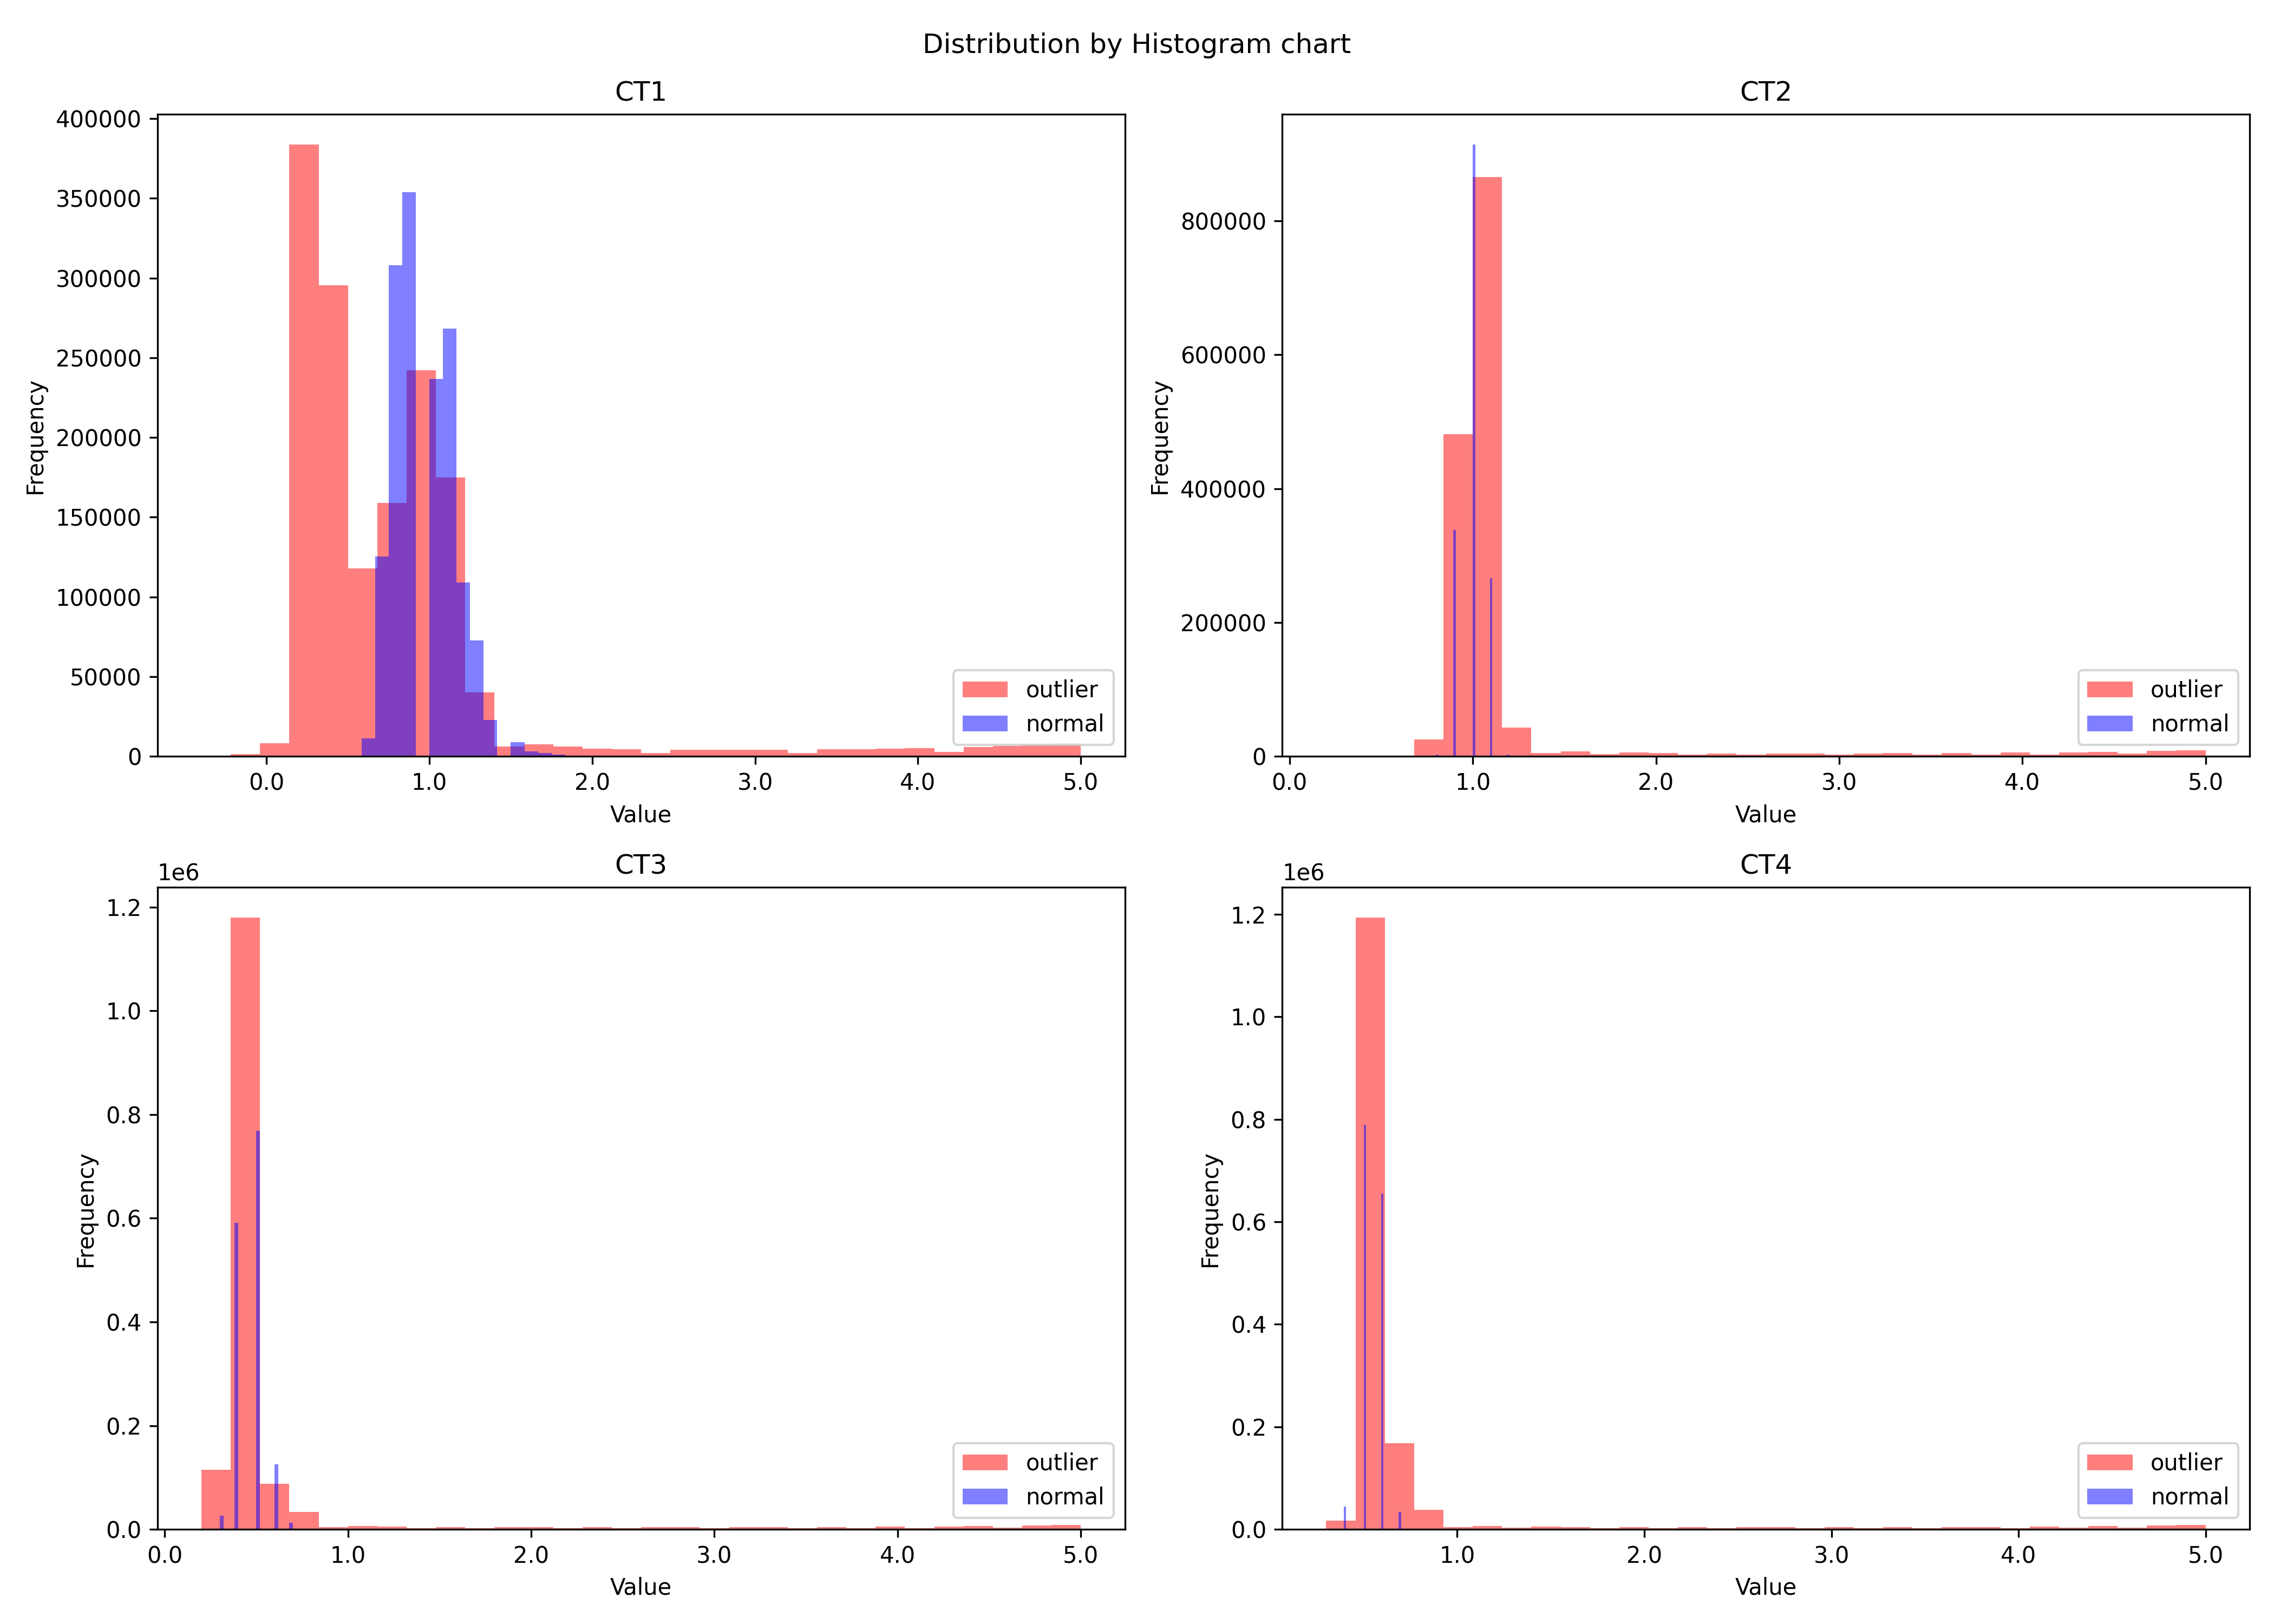 Distribution by Histogram chart
CT1
400000
350000
300000
250000
200000
150000
100000
50000
0
Frequency
0.0 1.0 2.0 3.0 4.0 5.0
Value
outlier
normal
CT2
800000
600000
400000
200000
0
Frequency
0.0 1.0 2.0 3.0 4.0 5.0
Value
outlier
normal
CT3
1e6
1.2
1.0
0.8
0.6
0.4
0.2
0.0
Frequency
0.0 1.0 2.0 3.0 4.0 5.0
Value
outlier
normal
CT4
1e6
1.2
1.0
0.8
0.6
0.4
0.2
0.0
Frequency
1.0 2.0 3.0 4.0 5.0
Value
outlier
normal